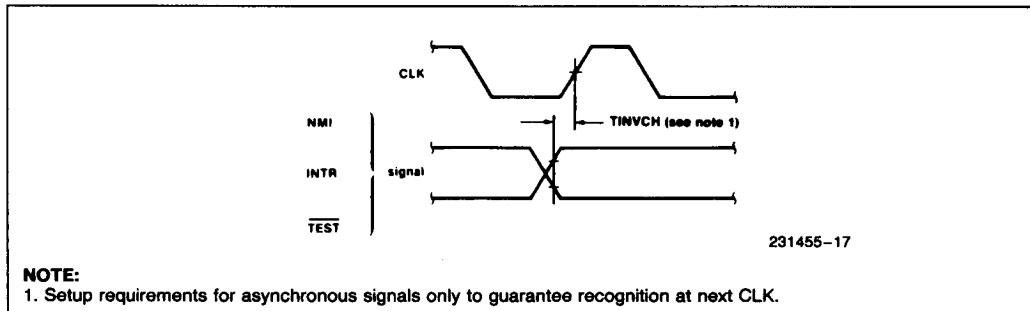 CLK
NMI
TINVCH (see note 1)
INTR
signal
TEST
231455-17
NOTE:
1. Setup requirements for asynchronous signals only to guarantee recognition at next CLK.